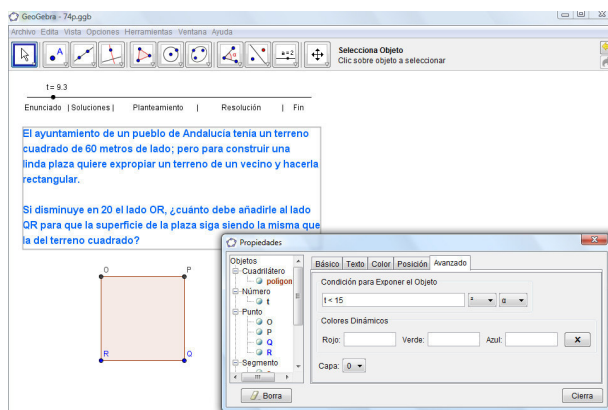 GeoGebra - 74p.ggb
Archivo Edita Vista Opciones Herramientas Ventana Ayuda
A
α
a = 2
Selecciona Objeto
Clic sobre objeto a seleccionar
t = 9.3
Enunciado | Soluciones | Planteamiento | Resolución | Fin
El ayuntamiento de un pueblo de Andalucía tenía un terreno
cuadrado de 60 metros de lado; pero para construir una
linda plaza quiere expropiar un terreno de un vecino y hacerla
rectangular.
Si disminuye en 20 el lado OR, ¿cuánto debe añadirle al lado
QR para que la superficie de la plaza siga siendo la misma que
la del terreno cuadrado?
O P
R Q
Propiedades
Objetos
Cuadrilátero
poligon
Número
t
Punto
O
P
Q
R
Segmento
Básico Texto Color Posición Avanzado
Condición para Exponer el Objeto
t < 15
² α
Colores Dinámicos
Rojo: Verde: Azul: X
Capa: 0
Borra
Cierra